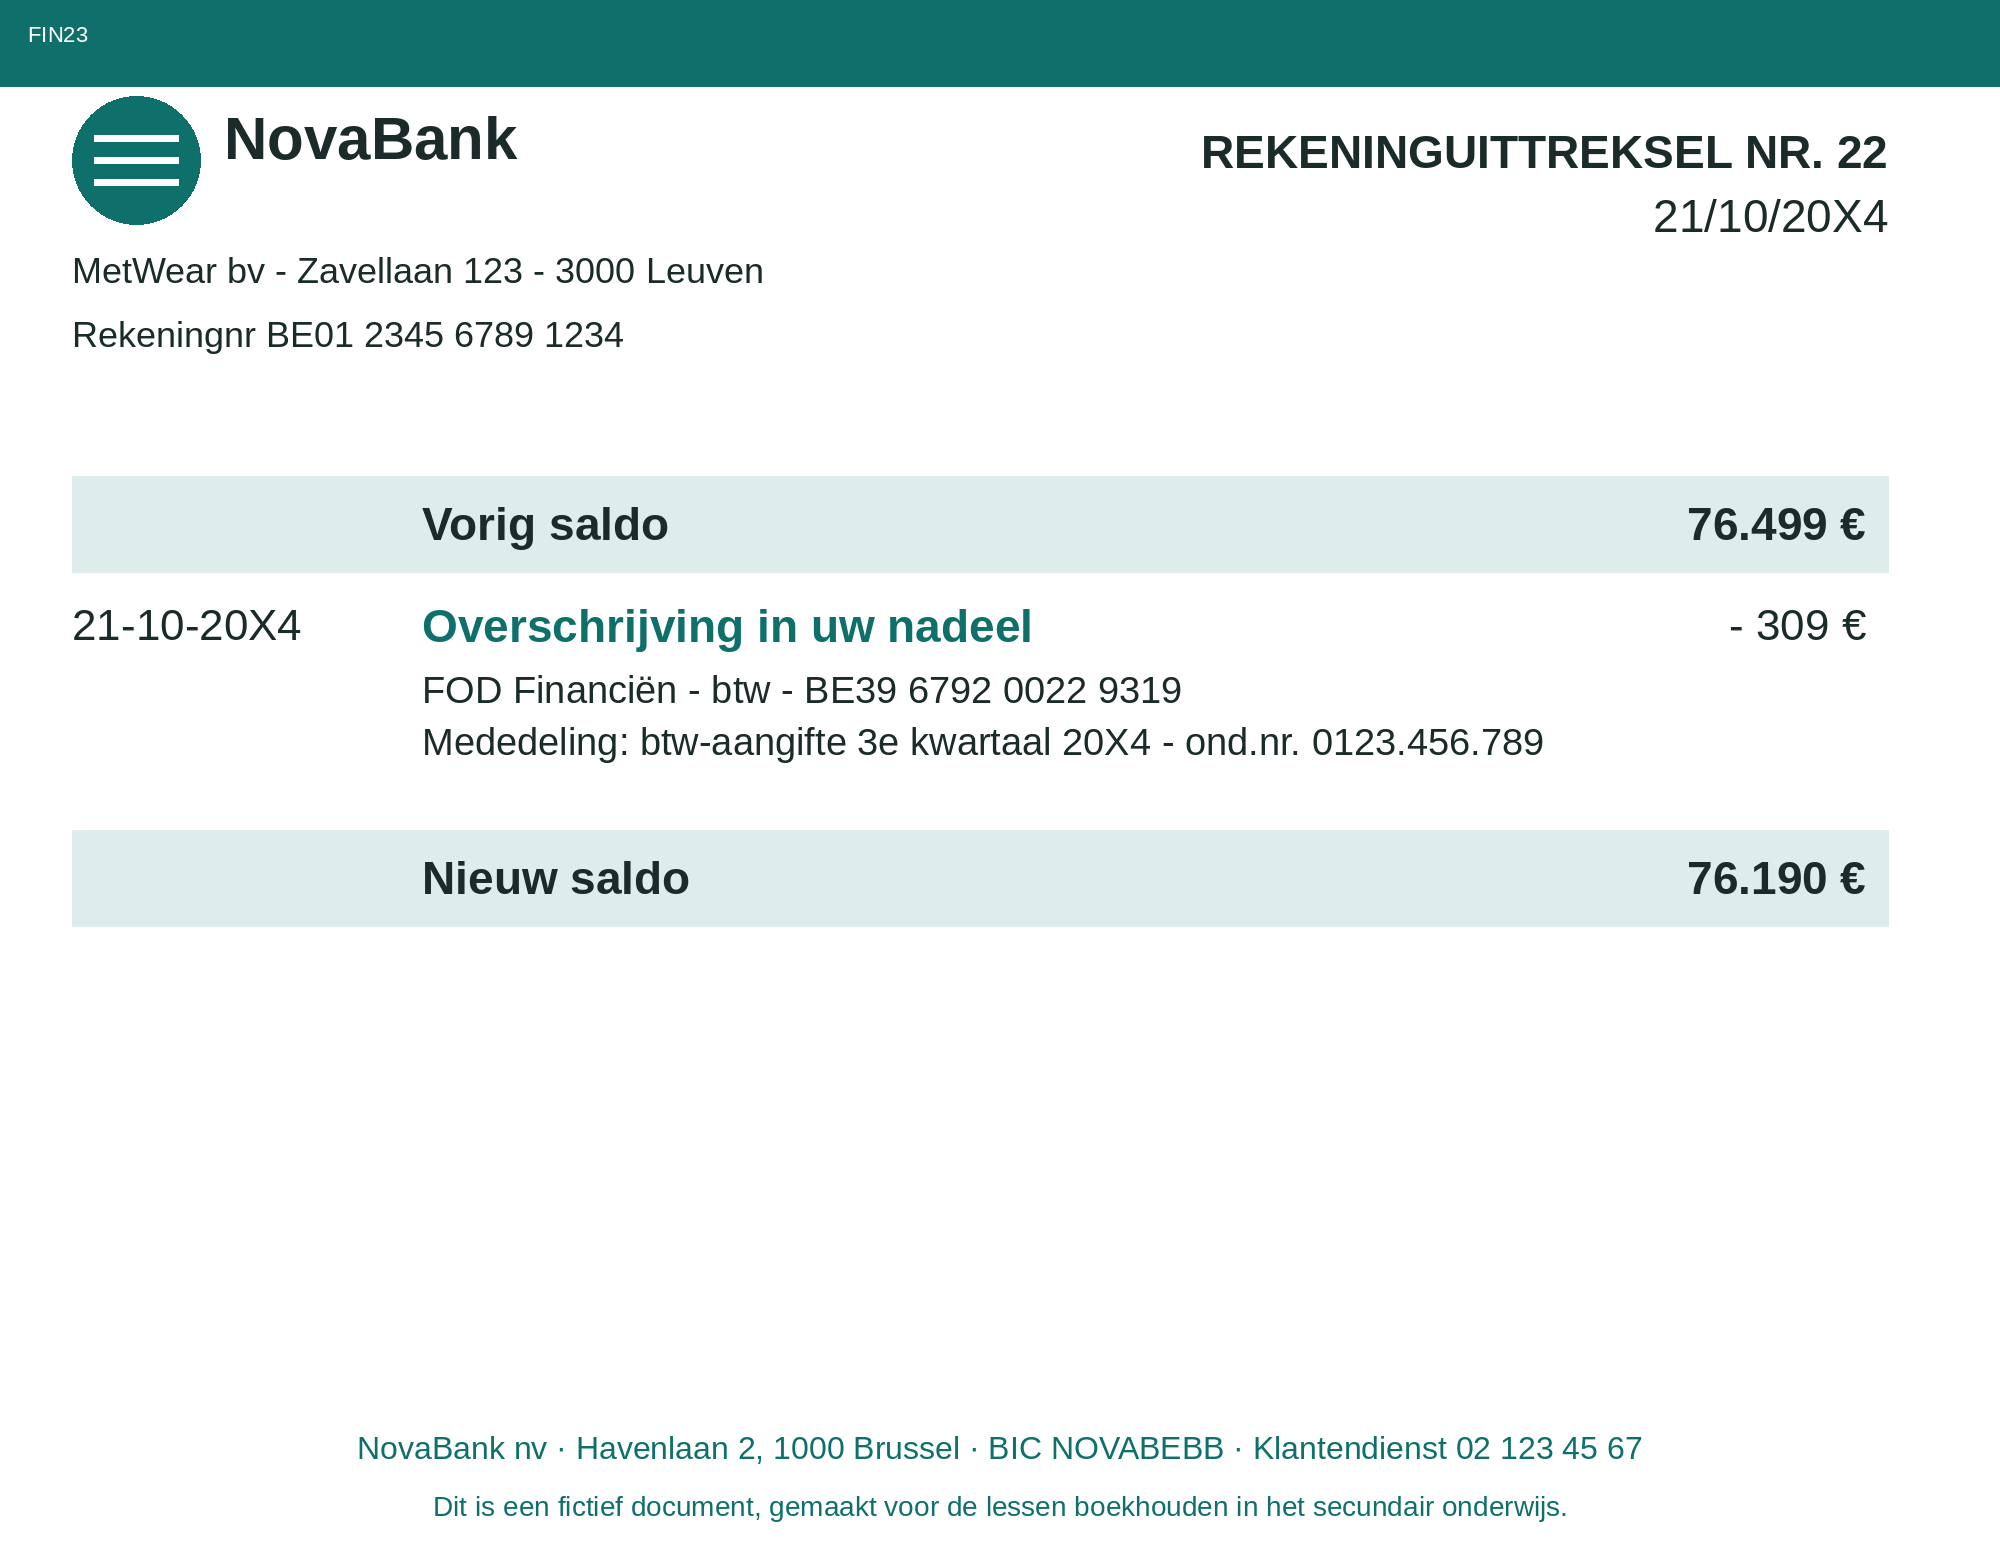 FIN23
NovaBank
REKENINGUITTREKSEL NR. 22
21/10/20X4
MetWear bv - Zavellaan 123 - 3000 Leuven
Rekeningnr BE01 2345 6789 1234
Vorig saldo 76.499 €
21-10-20X4 Overschrijving in uw nadeel - 309 €
FOD Financiën - btw - BE39 6792 0022 9319
Mededeling: btw-aangifte 3e kwartaal 20X4 - ond.nr. 0123.456.789
Nieuw saldo 76.190 €
NovaBank nv · Havenlaan 2, 1000 Brussel · BIC NOVABEBB · Klantendienst 02 123 45 67
Dit is een fictief document, gemaakt voor de lessen boekhouden in het secundair onderwijs.